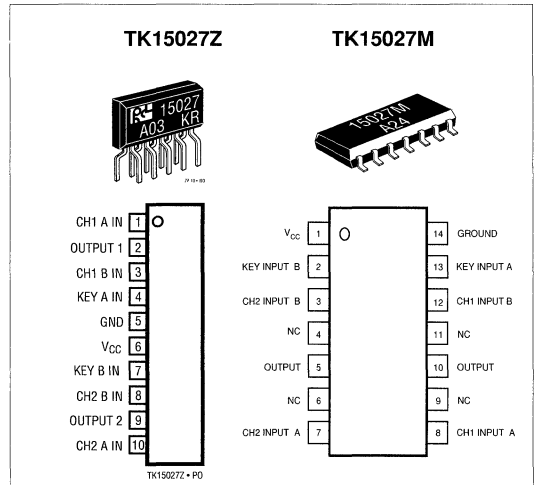 TK15027Z
TK15027M
15027
A03 KR
15027M
A24
CH1 A IN 1
OUTPUT 1 2
CH1 B IN 3
KEY A IN 4
GND 5
VCC 6
KEY B IN 7
CH2 B IN 8
OUTPUT 2 9
CH2 A IN 10
TK15027Z • PO
VCC 1
KEY INPUT B 2
CH2 INPUT B 3
NC 4
OUTPUT 5
NC 6
CH2 INPUT A 7
14 GROUND
13 KEY INPUT A
12 CH1 INPUT B
11 NC
10 OUTPUT
9 NC
8 CH1 INPUT A